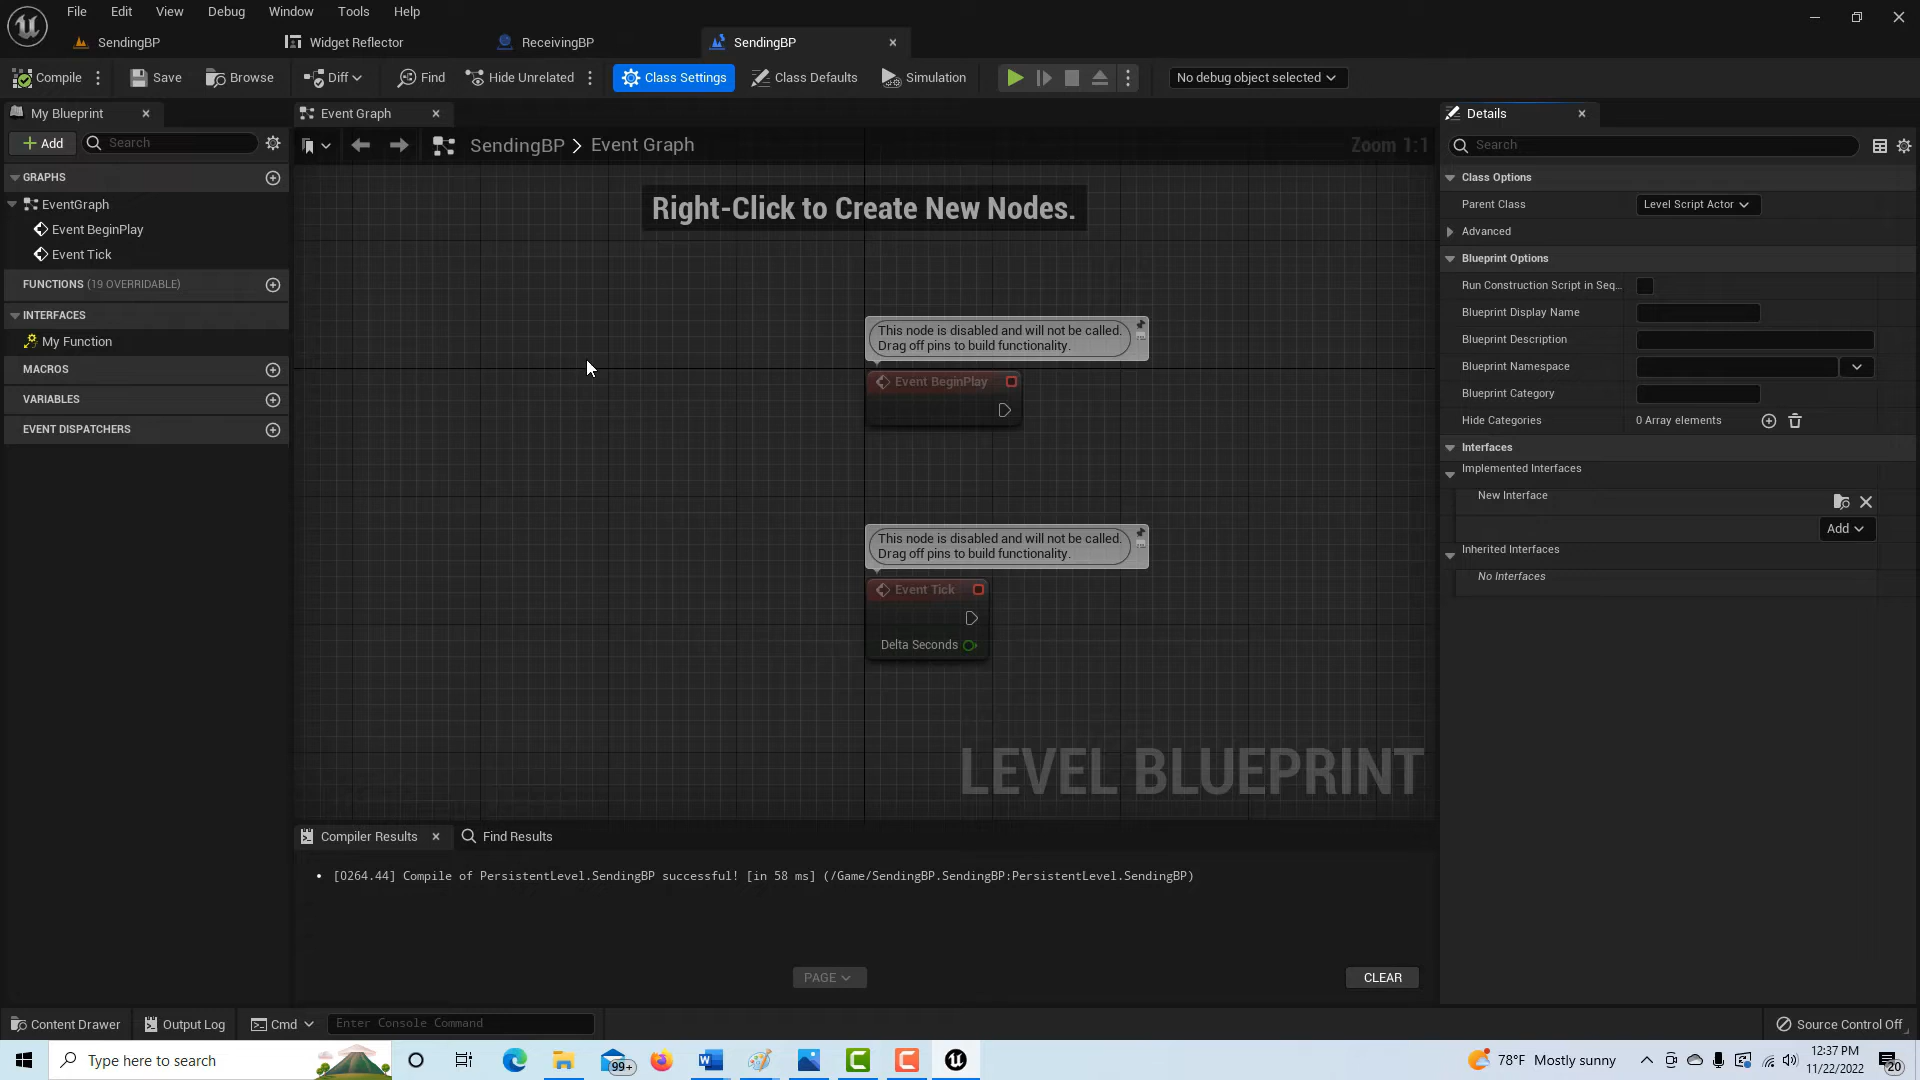 File Edit View Debug Window Tools Help
SendingBP Widget Reflector ReceivingBP SendingBP
Compile Save Browse Diff Find Hide Unrelated Class Settings Class Defaults Simulation No debug object selected
My Blueprint Event Graph Details
Add Search
SendingBP > Event Graph Zoom 1:1
Search
GRAPHS
EventGraph
Event BeginPlay
Event Tick
FUNCTIONS (19 OVERRIDABLE)
INTERFACES
My Function
MACROS
VARIABLES
EVENT DISPATCHERS
Right-Click to Create New Nodes.
This node is disabled and will not be called.
Drag off pins to build functionality.
Event BeginPlay
This node is disabled and will not be called.
Drag off pins to build functionality.
Event Tick
Delta Seconds
LEVEL BLUEPRINT
Class Options
Parent Class Level Script Actor
Advanced
Blueprint Options
Run Construction Script in Seq...
Blueprint Display Name
Blueprint Description
Blueprint Namespace
Blueprint Category
Hide Categories 0 Array elements
Interfaces
Implemented Interfaces
New Interface
Add
Inherited Interfaces
No Interfaces
Compiler Results Find Results
[0264.44] Compile of PersistentLevel.SendingBP successful! [in 58 ms] (/Game/SendingBP.SendingBP:PersistentLevel.SendingBP)
PAGE CLEAR
Content Drawer Output Log Cmd Enter Console Command Source Control Off
Type here to search 99+ 78°F Mostly sunny 12:37 PM
11/22/2022 20